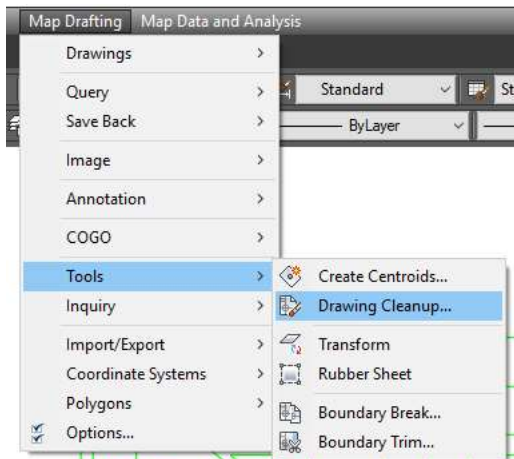 Map Drafting Map Data and Analysis
Drawings
Query
Standard
St
Save Back
ByLayer
Image
Annotation
COGO
Tools
Create Centroids...
Inquiry
Drawing Cleanup...
Import/Export
Transform
Coordinate Systems
Rubber Sheet
Polygons
Boundary Break...
Options...
Boundary Trim...